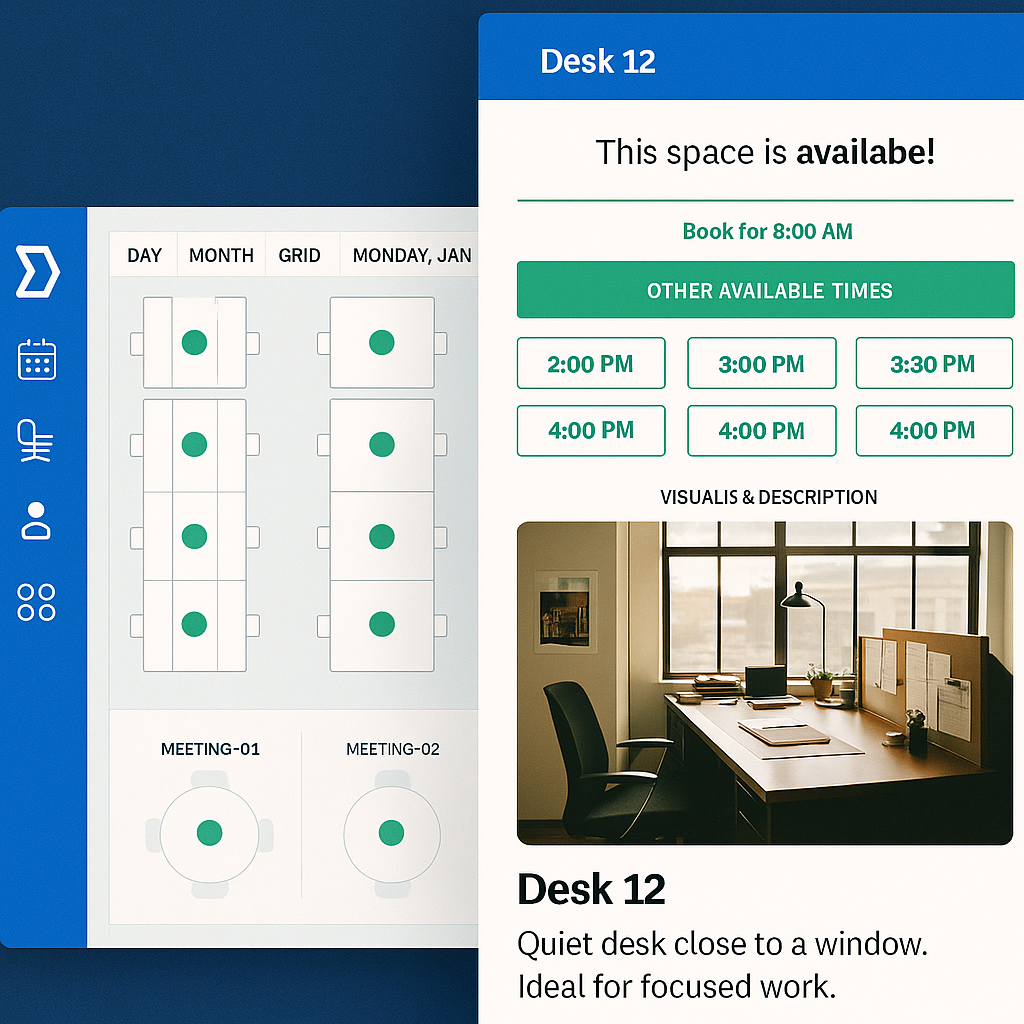 Desk 12
This space is availabe!
Book for 8:00 AM
OTHER AVAILABLE TIMES
2:00 PM 3:00 PM 3:30 PM
4:00 PM 4:00 PM 4:00 PM
VISUALIS & DESCRIPTION
Desk 12
Quiet desk close to a window.
Ideal for focused work.
DAY MONTH GRID MONDAY, JAN
MEETING-01 MEETING-02